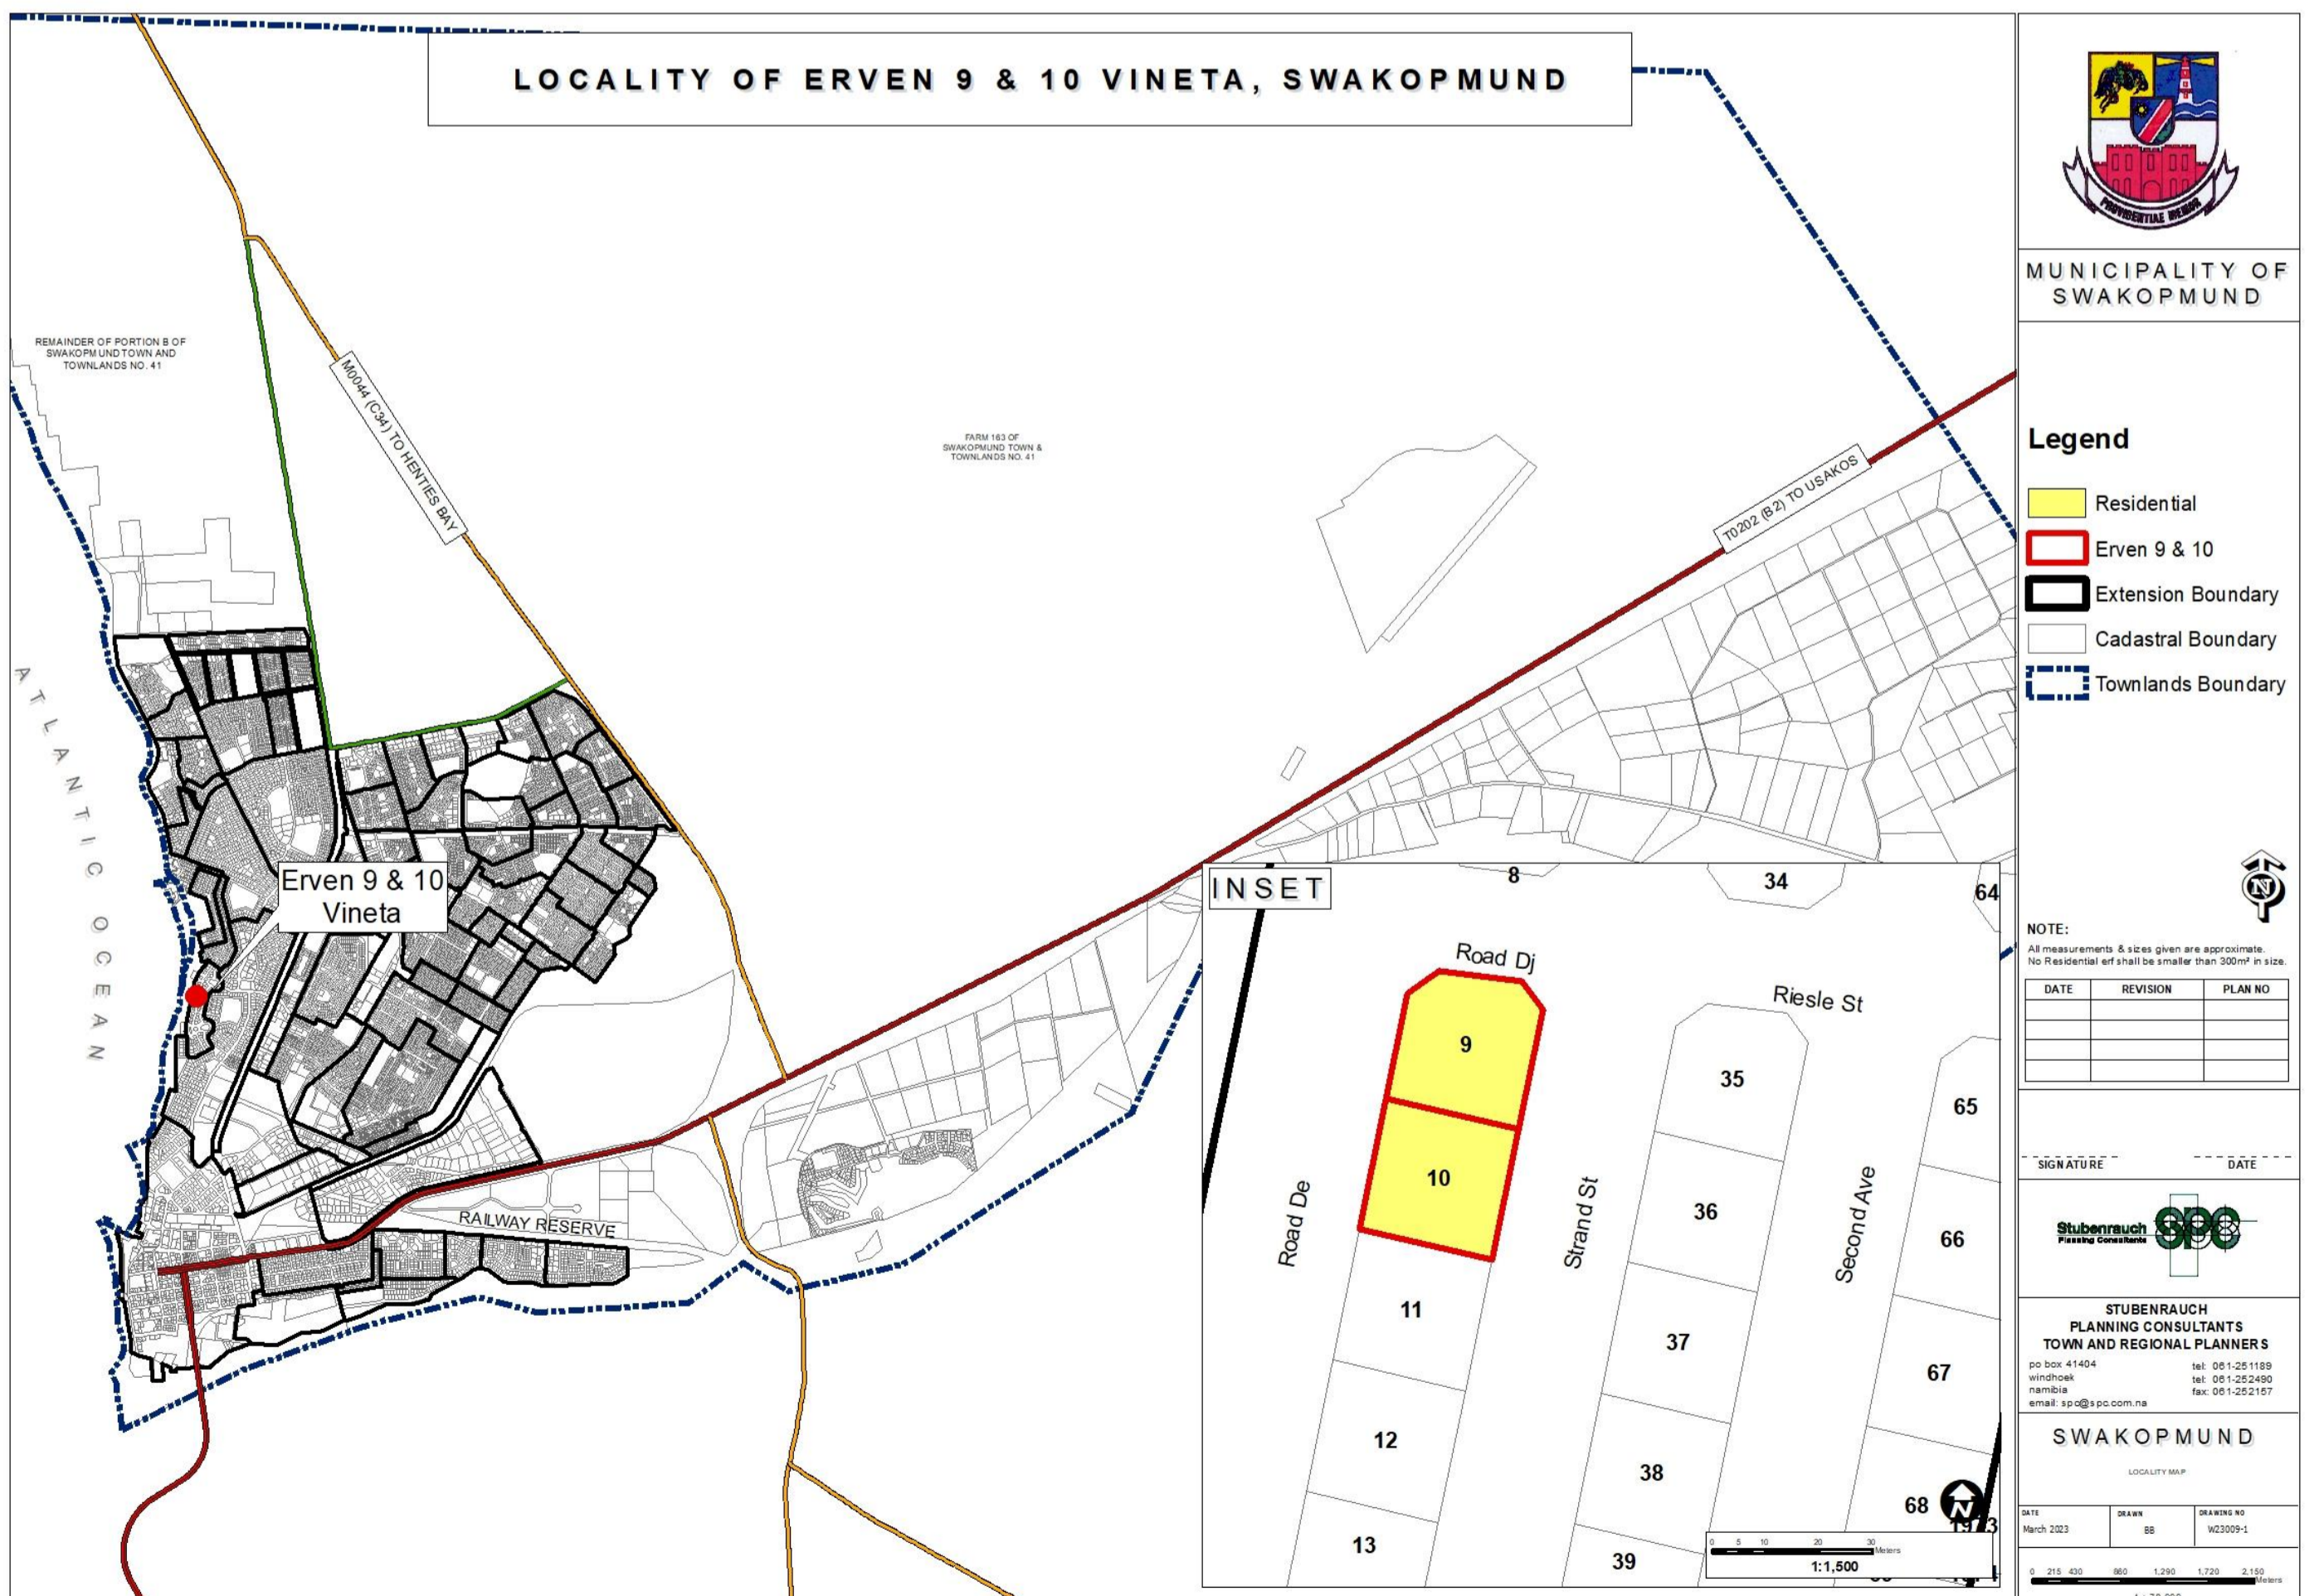 LOCALITY OF ERVEN 9 & 10 VINETA, SWAKOPMUND
REMAINDER OF PORTION B OF
SWAKOPMUND TOWN AND
TOWNLANDS NO. 41
M0044 (C34) TO HENTIES BAY
FARM 163 OF
SWAKOPMUND TOWN &
TOWNLANDS NO. 41
T0202 (B2) TO USAKOS
ATLANTIC OCEAN
Erven 9 & 10
Vineta
RAILWAY RESERVE
INSET
8
34
64
Road Dj
Riesle St
9
35
65
10
36
66
Road De
Strand St
Second Ave
11
37
67
12
38
68
13
39
1973
0 5 10 20 30
Meters
1:1,500
PROVIDENTIAE MEMOR
MUNICIPALITY OF
SWAKOPMUND
Legend
Residential
Erven 9 & 10
Extension Boundary
Cadastral Boundary
Townlands Boundary
N
NOTE:
All measurements & sizes given are approximate.
No Residential erf shall be smaller than 300m² in size.
DATE REVISION PLAN NO
SIGNATURE DATE
Stubenrauch
Planning Consultants
spc
STUBENRAUCH
PLANNING CONSULTANTS
TOWN AND REGIONAL PLANNERS
po box 41404 tel: 061-251189
windhoek tel: 061-252490
namibia fax: 061-252157
email: spc@spc.com.na
SWAKOPMUND
LOCALITY MAP
DATE DRAWN DRAWING NO
March 2023 BB W23009-1
0 215 430 860 1,290 1,720 2,150
Meters